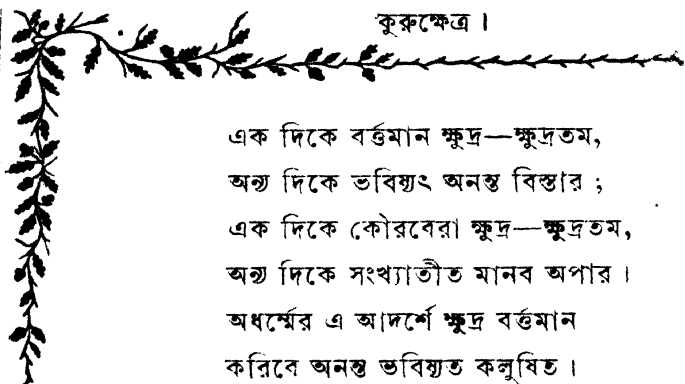 কুরুক্ষেত্র।
এক দিকে বর্ত্তমান ক্ষুদ্র—ক্ষুদ্রতম,
অন্য দিকে ভবিষ্যৎ অনন্ত বিস্তার ;
এক দিকে কৌরবেরা ক্ষুদ্র—ক্ষুদ্রতম,
অন্য দিকে সংখ্যাতীত মানব অপার।
অধর্ম্মের এ আদর্শে ক্ষুদ্র বর্ত্তমান
করিবে অনন্ত ভবিষ্যত কলুষিত।